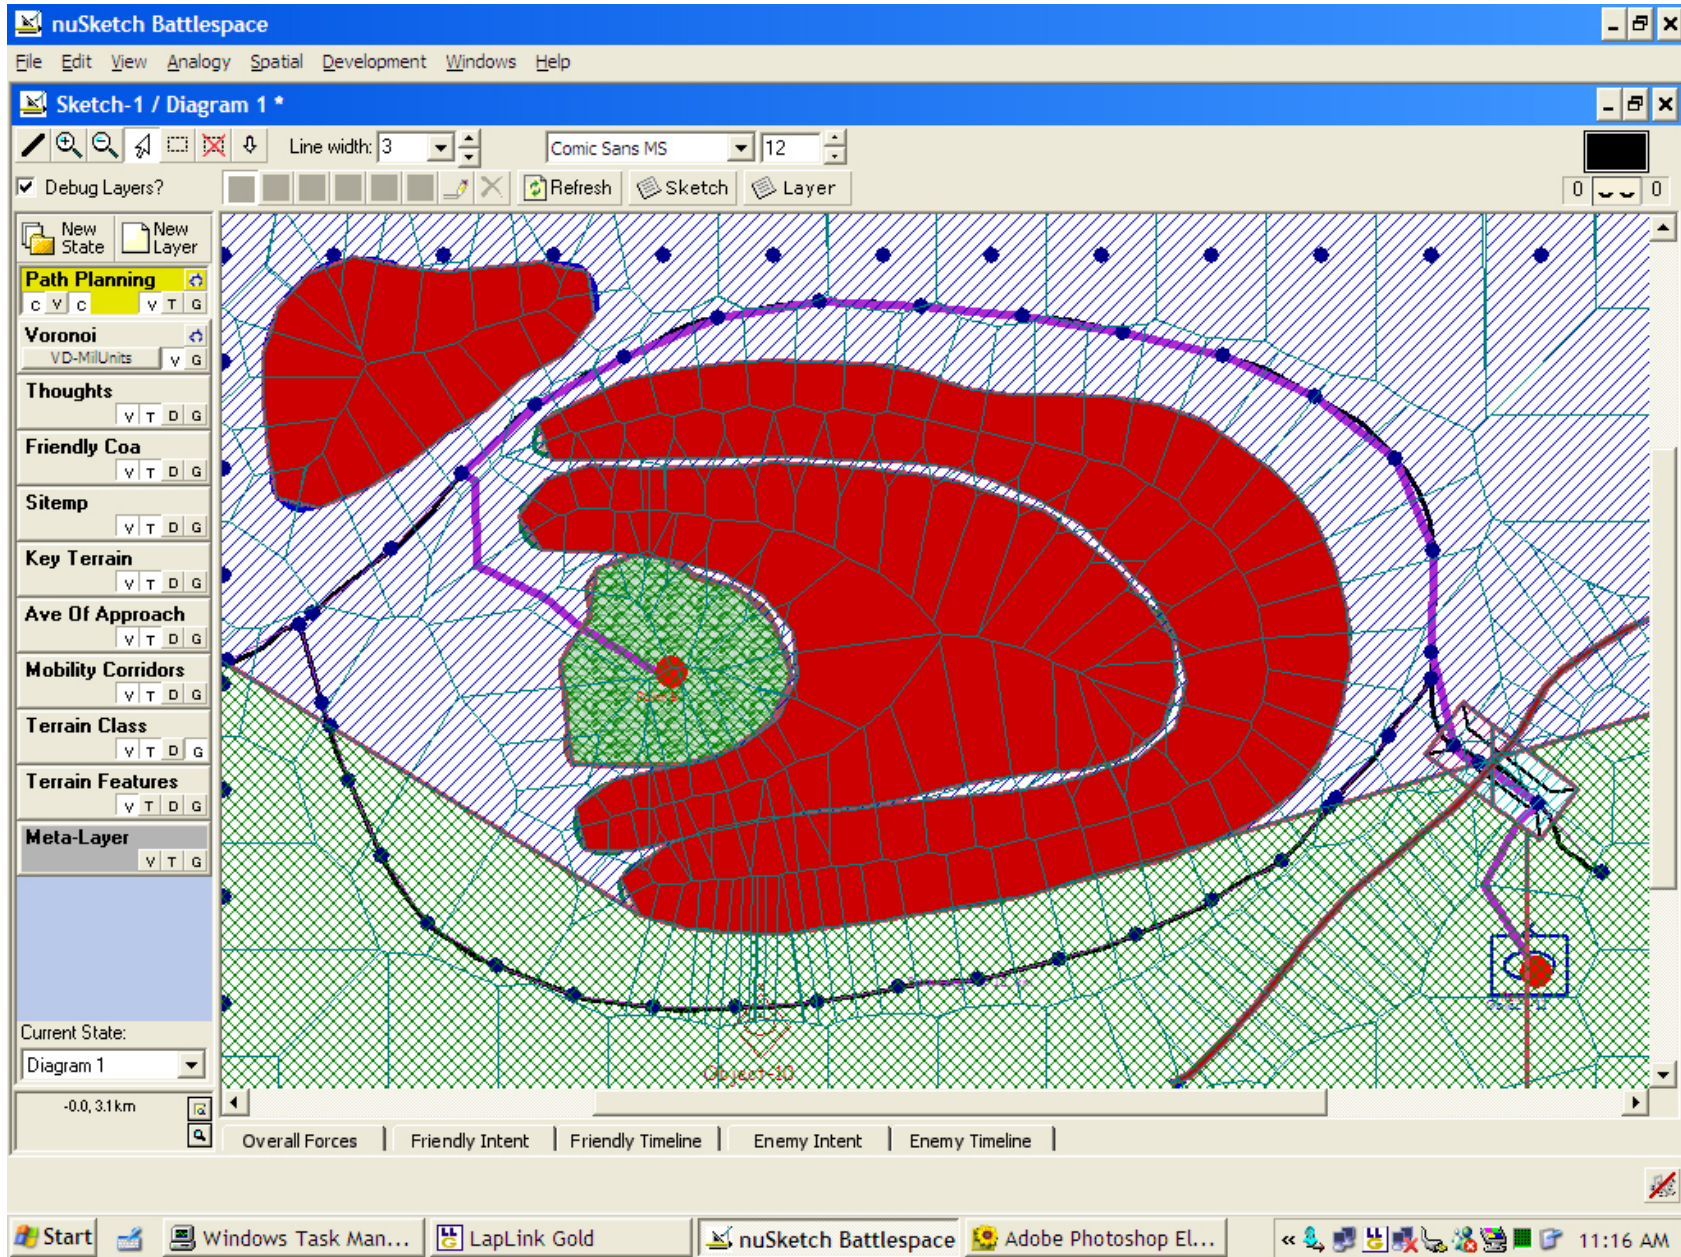 nuSketch Battlespace
File Edit View Analogy Spatial Development Windows Help
Sketch-1 / Diagram 1 *
Line width: 3 Comic Sans MS 12
Debug Layers? Refresh Sketch Layer 0 0
New State New Layer
Path Planning
C V C V T G
Voronoi
VD-MilUnits V G
Thoughts
V T D G
Friendly Coa
V T D G
Sitemp
V T D G
Key Terrain
V T D G
Ave Of Approach
V T D G
Mobility Corridors
V T D G
Terrain Class
V T D G
Terrain Features
V T D G
Meta-Layer
V T G
Object-10
Current State:
Diagram 1
-0.0, 3.1km
Overall Forces Friendly Intent Friendly Timeline Enemy Intent Enemy Timeline
Start Windows Task Man... LapLink Gold nuSketch Battlespace Adobe Photoshop El... « 11:16 AM